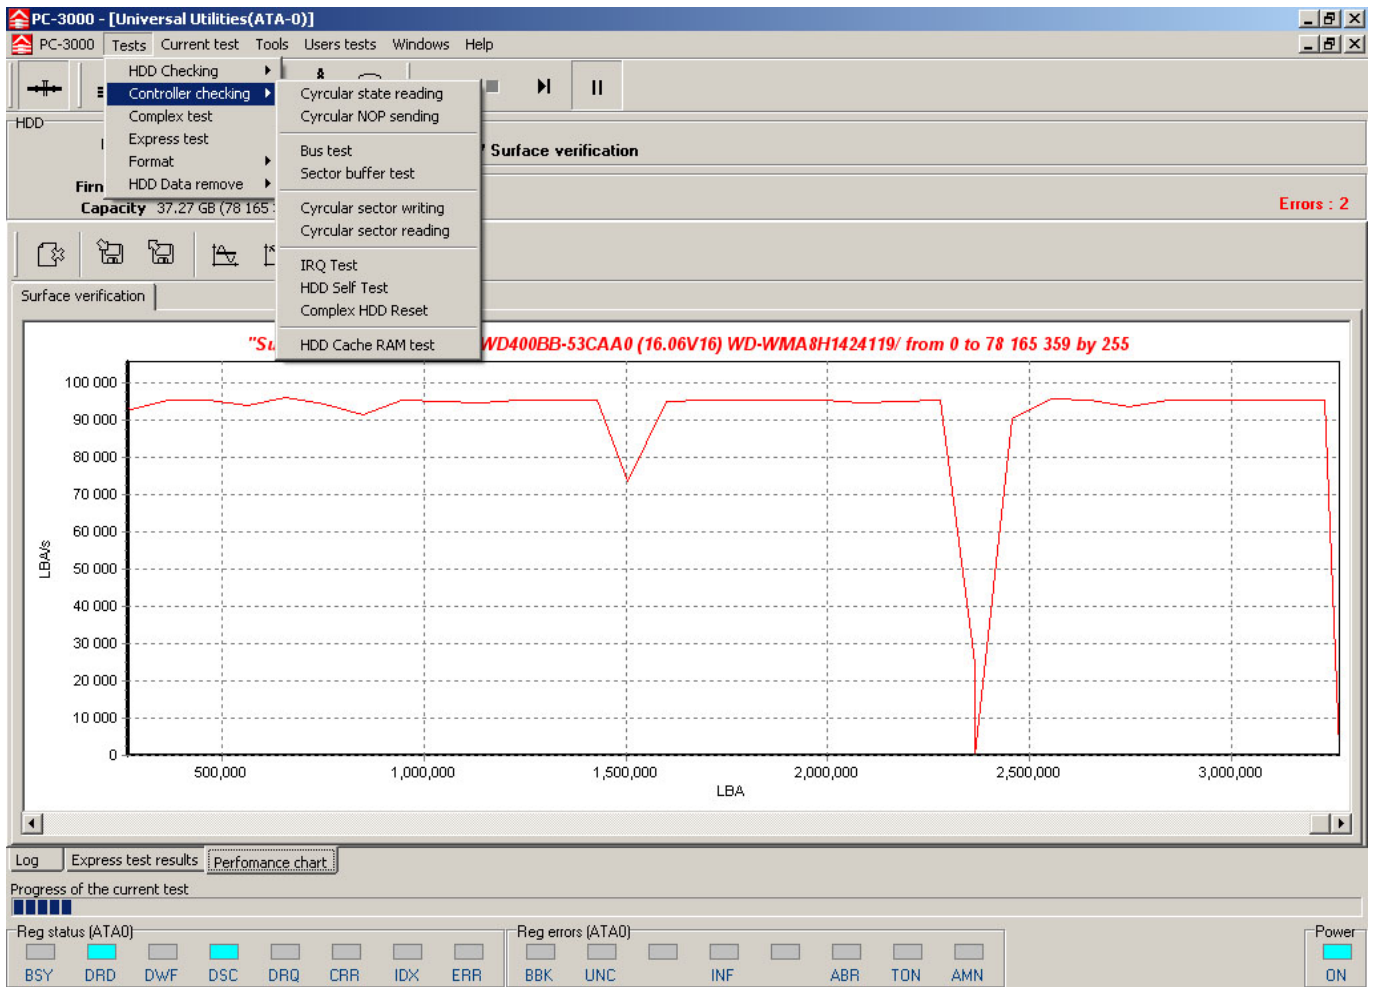 PC-3000 - [Universal Utilities(ATA-0)]
PC-3000 Tests Current test Tools Users tests Windows Help
HDD Checking
Controller checking
Complex test
Express test
Format
HDD Data remove
Cyrcular state reading
Cyrcular NOP sending
Bus test
Sector buffer test
Cyrcular sector writing
Cyrcular sector reading
IRQ Test
HDD Self Test
Complex HDD Reset
HDD Cache RAM test
HDD
Surface verification
Firn
Capacity 37.27 GB (78 165
Errors : 2
Surface verification
"Su WD400BB-53CAA0 (16.06V16) WD-WMA8H1424119/ from 0 to 78 165 359 by 255
100 000
90 000
80 000
70 000
60 000
50 000
40 000
30 000
20 000
10 000
0
LBA/s
500,000 1,000,000 1,500,000 2,000,000 2,500,000 3,000,000
LBA
Log Express test results Perfomance chart
Progress of the current test
Reg status (ATA0) Reg errors (ATA0) Power
BSY DRD DWF DSC DRQ CRR IDX ERR BBK UNC INF ABR TON AMN ON